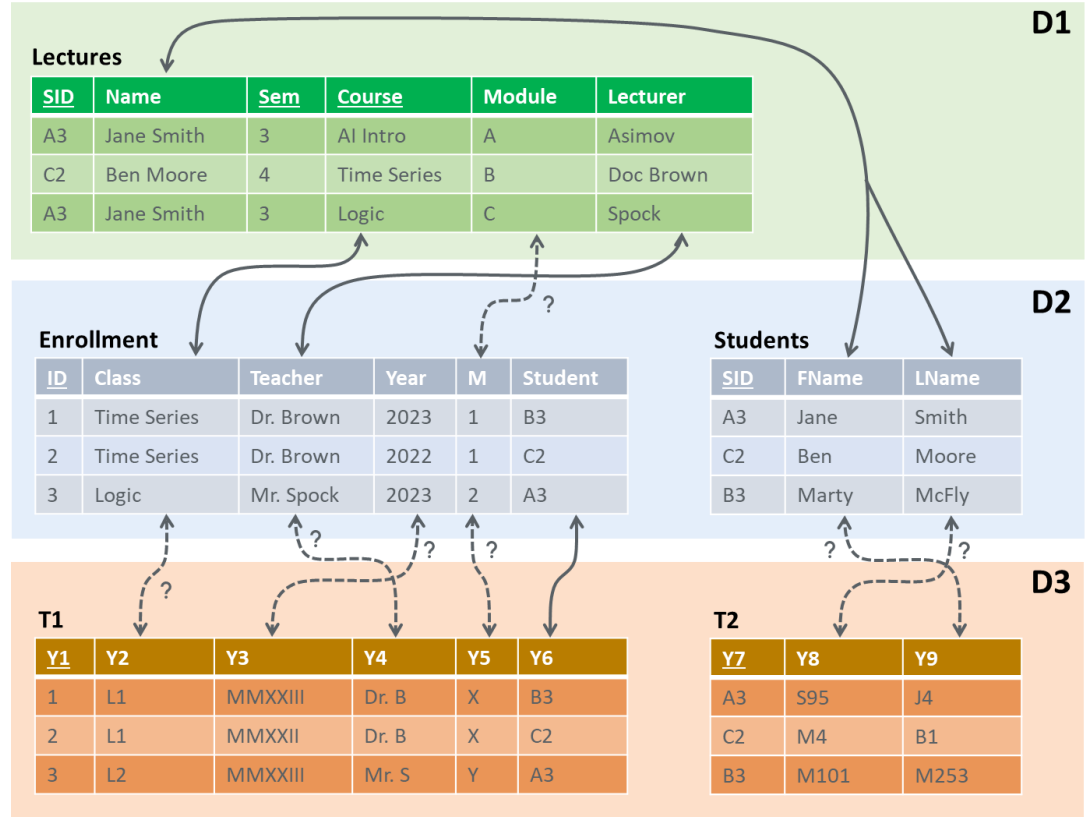 D1
Lectures
SID Name Sem Course Module Lecturer
A3 Jane Smith 3 AI Intro A Asimov
C2 Ben Moore 4 Time Series B Doc Brown
A3 Jane Smith 3 Logic C Spock
?
D2
Enrollment
ID Class Teacher Year M Student
1 Time Series Dr. Brown 2023 1 B3
2 Time Series Dr. Brown 2022 1 C2
3 Logic Mr. Spock 2023 2 A3
Students
SID FName LName
A3 Jane Smith
C2 Ben Moore
B3 Marty McFly
? ? ? ? ? ?
D3
T1
Y1 Y2 Y3 Y4 Y5 Y6
1 L1 MMXXIII Dr. B X B3
2 L1 MMXXII Dr. B X C2
3 L2 MMXXIII Mr. S Y A3
T2
Y7 Y8 Y9
A3 S95 J4
C2 M4 B1
B3 M101 M253